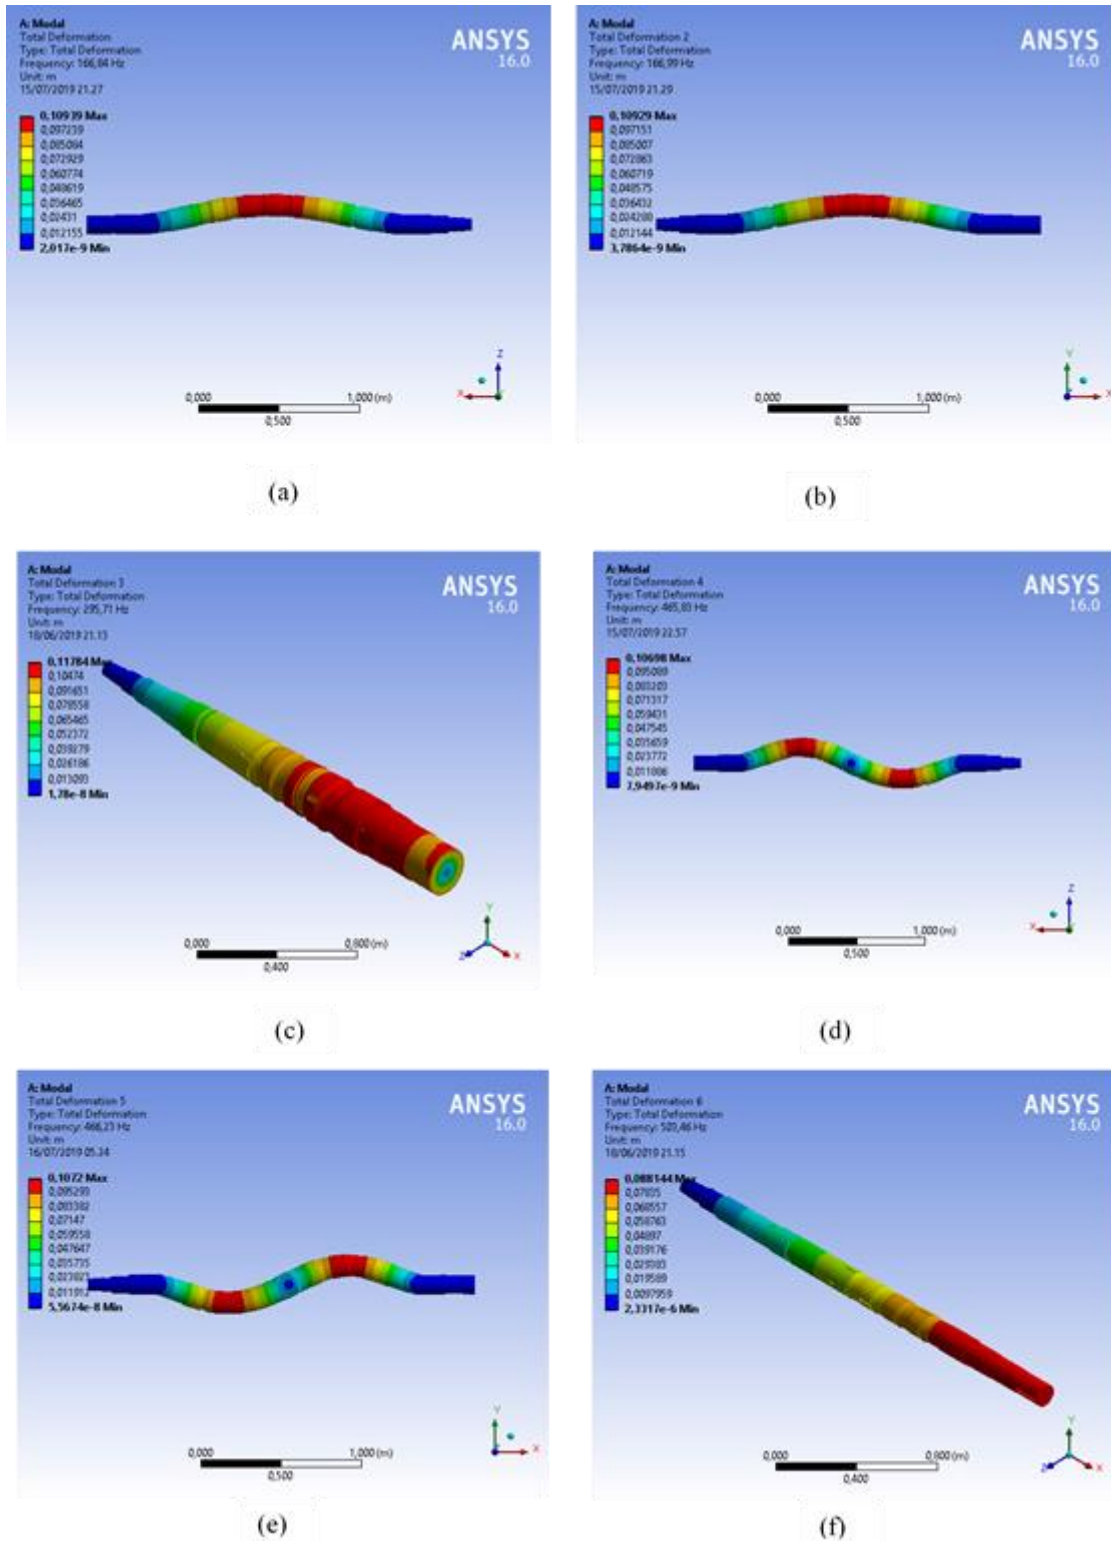 A: Modal
Total Deformation
Type: Total Deformation
Frequency: 166,84 Hz
Unit: m
15/07/2019 21.27
ANSYS
16.0
0,10939 Max
0,097239
0,085084
0,072929
0,060774
0,048619
0,036465
0,02431
0,012155
2,017e-9 Min
Z
X
0,000
1,000 (m)
0,500
(a)
A: Modal
Total Deformation 2
Type: Total Deformation
Frequency: 166,99 Hz
Unit: m
15/07/2019 21.29
ANSYS
16.0
0,10929 Max
0,097151
0,085007
0,072863
0,060719
0,048575
0,036432
0,024288
0,012144
3,7864e-9 Min
Y
X
0,000
1,000 (m)
0,500
(b)
A: Modal
Total Deformation 3
Type: Total Deformation
Frequency: 295,71 Hz
Unit: m
18/06/2019 21.13
ANSYS
16.0
0,11784 Max
0,10474
0,091651
0,078558
0,065465
0,052372
0,039279
0,026186
0,013093
1,78e-8 Min
Y
Z
X
0,000
0,800 (m)
0,400
(c)
A: Modal
Total Deformation 4
Type: Total Deformation
Frequency: 465,83 Hz
Unit: m
15/07/2019 22.57
ANSYS
16.0
0,10698 Max
0,095089
0,083203
0,071317
0,059431
0,047545
0,035659
0,023772
0,011886
7,9497e-9 Min
Z
X
0,000
1,000 (m)
0,500
(d)
A: Modal
Total Deformation 5
Type: Total Deformation
Frequency: 466,23 Hz
Unit: m
16/07/2019 05.34
ANSYS
16.0
0,1072 Max
0,095293
0,083382
0,07147
0,059558
0,047647
0,035735
0,023823
0,011912
5,5674e-8 Min
Y
X
0,000
1,000 (m)
0,500
(e)
A: Modal
Total Deformation 6
Type: Total Deformation
Frequency: 503,46 Hz
Unit: m
18/06/2019 21.15
ANSYS
16.0
0,088144 Max
0,07835
0,068557
0,058763
0,04897
0,039176
0,029383
0,019589
0,0097959
2,3317e-6 Min
Y
Z
X
0,000
0,800 (m)
0,400
(f)